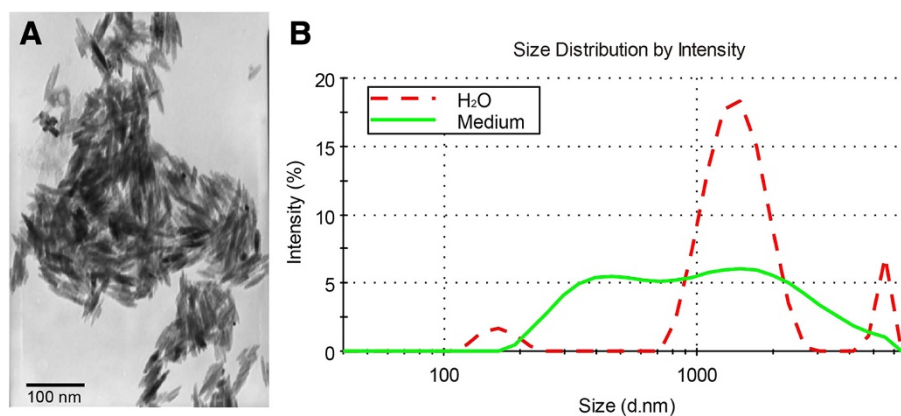 A
100 nm
B
Size Distribution by Intensity
H₂O
Medium
Intensity (%)
20
15
10
5
0
100
1000
Size (d.nm)